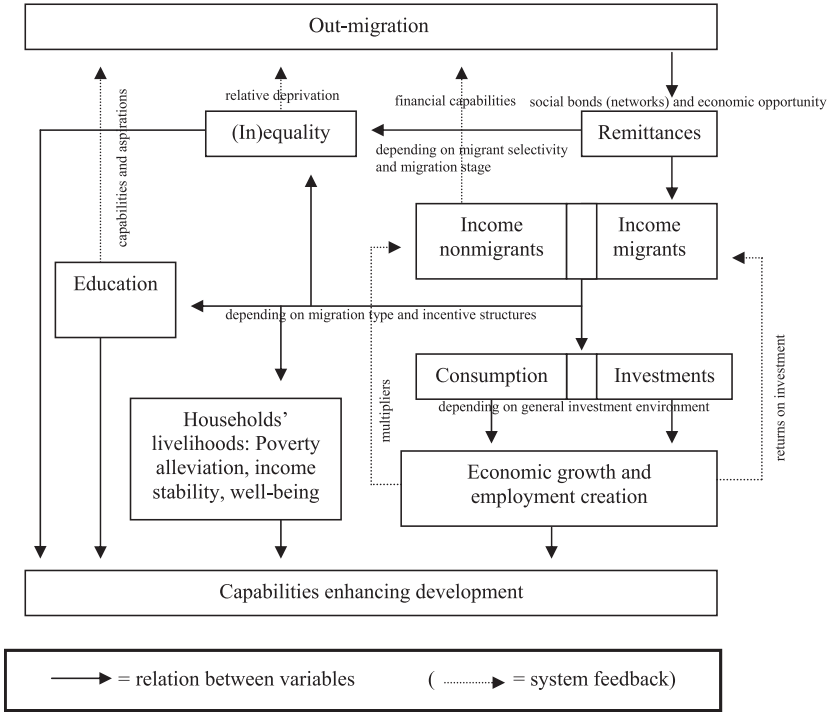 Out-migration
capabilities and aspirations
relative deprivation
financial capabilities
social bonds (networks) and economic opportunity
(In)equality
Remittances
depending on migrant selectivity
and migration stage
Income
nonmigrants
Income
migrants
Education
depending on migration type and incentive structures
multipliers
returns on investment
Consumption
Investments
depending on general investment environment
Households’
livelihoods: Poverty
alleviation, income
stability, well-being
Economic growth and
employment creation
Capabilities enhancing development
= relation between variables
( = system feedback)